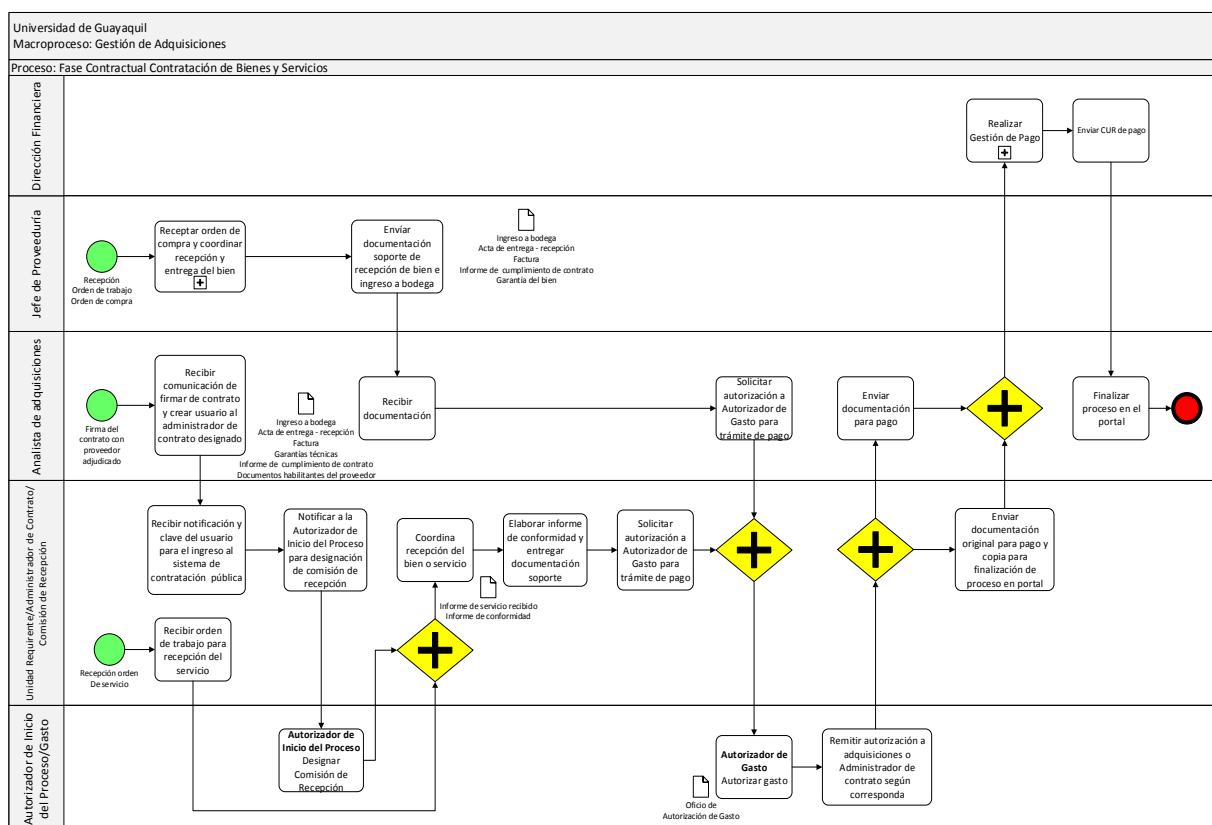 Universidad de Guayaquil
Macroproceso: Gestión de Adquisiciones
Proceso: Fase Contractual Contratación de Bienes y Servicios
Dirección Financiera
Realizar
Gestión de Pago
Enviar CUR de pago
Jefe de Proveeduría
Recepción
Orden de trabajo
Orden de compra
Receptar orden de
compra y coordinar
recepción y
entrega del bien
Envíar
documentación
soporte de
recepción de bien e
ingreso a bodega
Ingreso a bodega
Acta de entrega - recepción
Factura
Informe de cumplimiento de contrato
Garantía del bien
Analista de adquisiciones
Firma del
contrato con
proveedor
adjudicado
Recibir
comunicación de
firmar de contrato
y crear usuario al
administrador de
contrato designado
Ingreso a bodega
Acta de entrega - recepción
Factura
Garantías técnicas
Informe de cumplimiento de contrato
Documentos habilitantes del proveedor
Recibir
documentación
Solicitar
autorización a
Autorizador de
Gasto para
trámite de pago
Enviar
documentación
para pago
Finalizar
proceso en el
portal
Unidad Requirente/Administrador de Contrato/
Comisión de Recepción
Recibir notificación y
clave del usuario
para el ingreso al
sistema de
contratación pública
Notificar a la
Autorizador de
Inicio del Proceso
para designación
de comisión de
recepción
Coordina
recepción del
bien o servicio
Elaborar informe
de conformidad y
entregar
documentación
soporte
Solicitar
autorización a
Autorizador de
Gasto para
trámite de pago
Enviar
documentación
original para pago y
copia para
finalización de
proceso en portal
Informe de servicio recibido
Informe de conformidad
Recepción orden
De servicio
Recibir orden
de trabajo para
recepción del
servicio
Autorizador de Inicio
del Proceso/Gasto
Autorizador de
Inicio del Proceso
Designar
Comisión de
Recepción
Autorizador de
Gasto
Autorizar gasto
Oficio de
Autorización de Gasto
Remitir autorización a
adquisiciones o
Administrador de
contrato según
corresponda